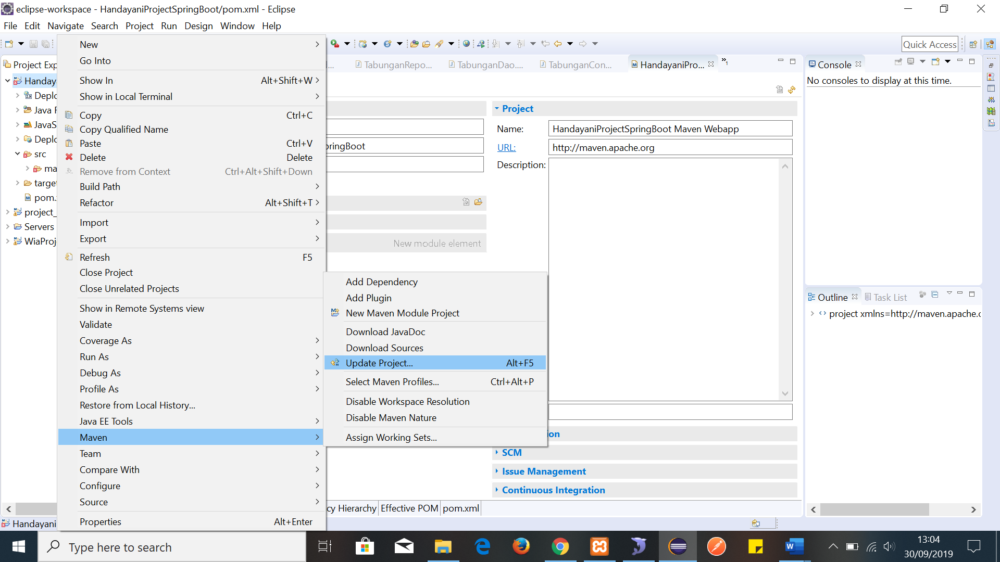 eclipse-workspace - HandayaniProjectSpringBoot/pom.xml - Eclipse
File Edit Navigate Search Project Run Design Window Help
Quick Access
Project Exp
Handay
Deplo
Java R
JavaS
Deplo
src
ma
target
pom.x
project_
Servers
WiaProj
New
Go Into
Show In Alt+Shift+W
Show in Local Terminal
Copy Ctrl+C
Copy Qualified Name
Paste Ctrl+V
Delete Delete
Remove from Context Ctrl+Alt+Shift+Down
Build Path
Refactor Alt+Shift+T
Import
Export
Refresh F5
Close Project
Close Unrelated Projects
Show in Remote Systems view
Validate
Coverage As
Run As
Debug As
Profile As
Restore from Local History...
Java EE Tools
Maven
Team
Compare With
Configure
Source
Properties Alt+Enter
Add Dependency
Add Plugin
New Maven Module Project
Download JavaDoc
Download Sources
Update Project... Alt+F5
Select Maven Profiles... Ctrl+Alt+P
Disable Workspace Resolution
Disable Maven Nature
Assign Working Sets...
TabunganRepo...
TabunganDao....
TabunganCon...
HandayaniPro...
»1
pringBoot
New module element
Project
Name: HandayaniProjectSpringBoot Maven Webapp
URL: http://maven.apache.org
Description:
ion
SCM
Issue Management
Continuous Integration
cy Hierarchy Effective POM pom.xml
Console
No consoles to display at this time.
Outline Task List
project xmlns=http://maven.apache.o
Handayani
Type here to search
13:04
30/09/2019